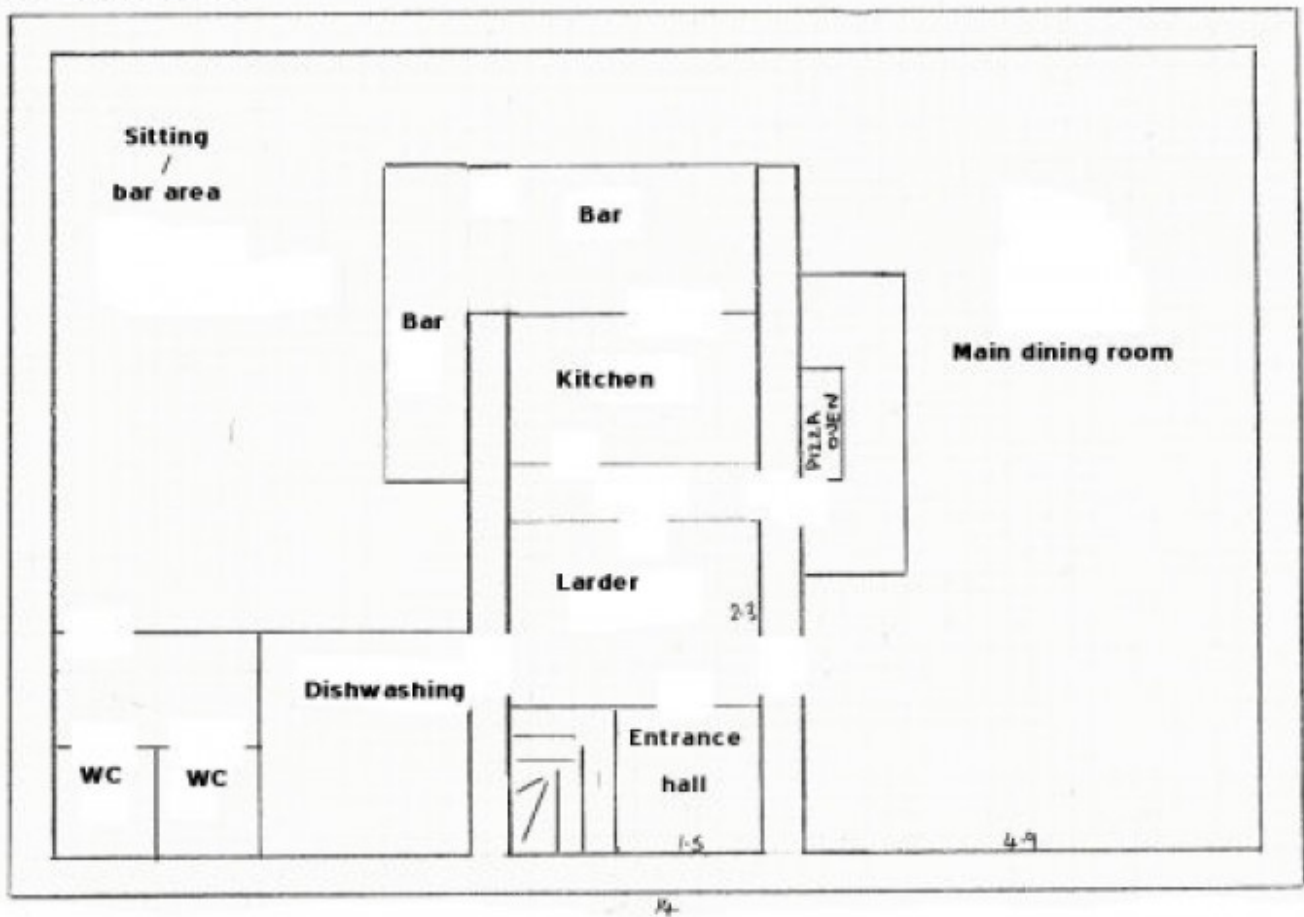 Sitting
/
bar area
Bar
Bar
Main dining room
Kitchen
PIZZA
OVEN
Larder
2.3
Dishwashing
Entrance
hall
WC
WC
1.5
4.9